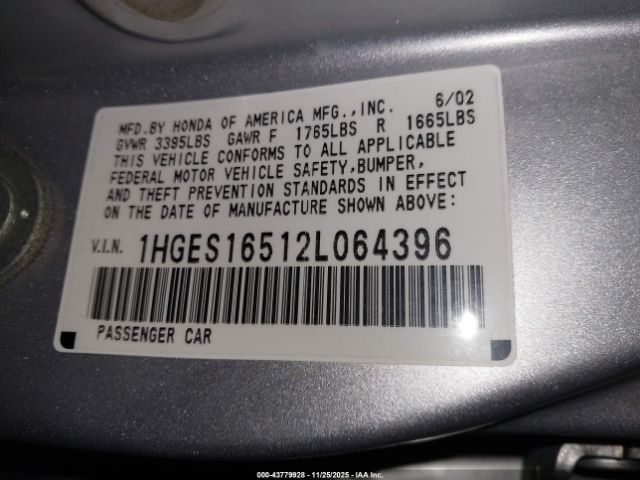 MFD.BY HONDA OF AMERICA MFG.,INC. 6/02
GVWR 3395LBS GAWR F 1765LBS R 1665LBS
THIS VEHICLE CONFORMS TO ALL APPLICABLE
FEDERAL MOTOR VEHICLE SAFETY,BUMPER,
AND THEFT PREVENTION STANDARDS IN EFFECT
ON THE DATE OF MANUFACTURE SHOWN ABOVE:
V.I.N. 1HGES16512L064396
PASSENGER CAR
000-43779928 - 11/25/2025 - IAA Inc.